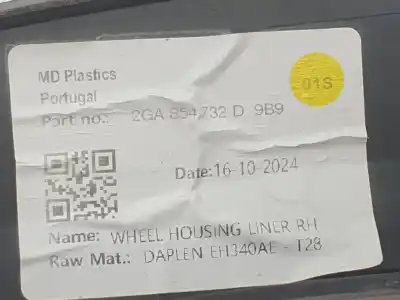 MD Plastics
Portugal
01S
Part no.: 2GA 854732 D 9B9
Date:16-10-2024
Name: WHEEL HOUSING LINER RH
Raw Mat.: DAPLEN EH340AE - T28